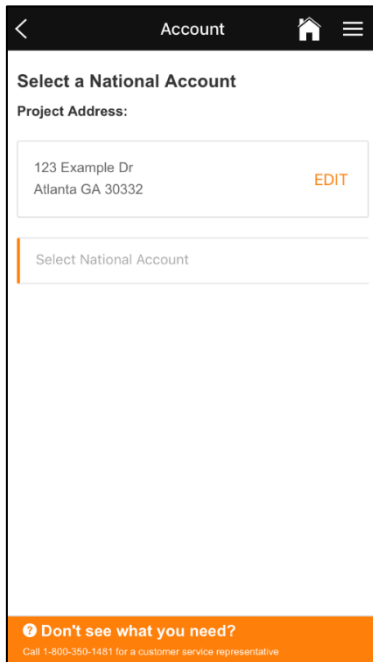 Account
Select a National Account
Project Address:
123 Example Dr
Atlanta GA 30332
EDIT
Select National Account
? Don't see what you need?
Call 1-800-350-1481 for a customer service representative